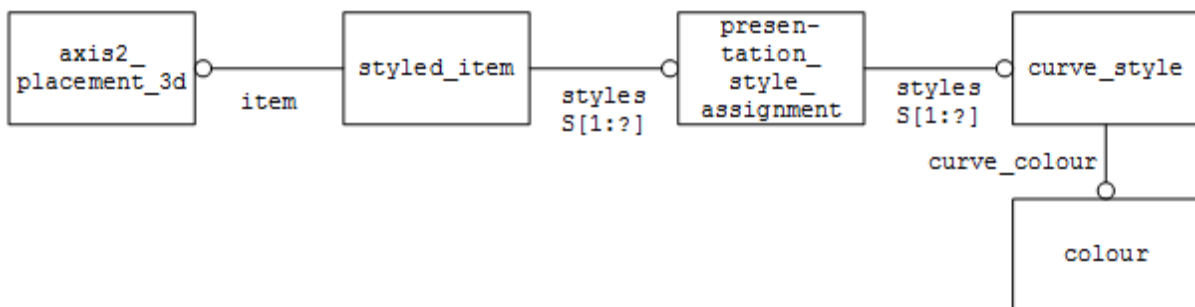 axis2_
placement_3d
item
styled_item
styles
S[1:?]
presen-
tation_
style_
assignment
styles
S[1:?]
curve_style
curve_colour
colour